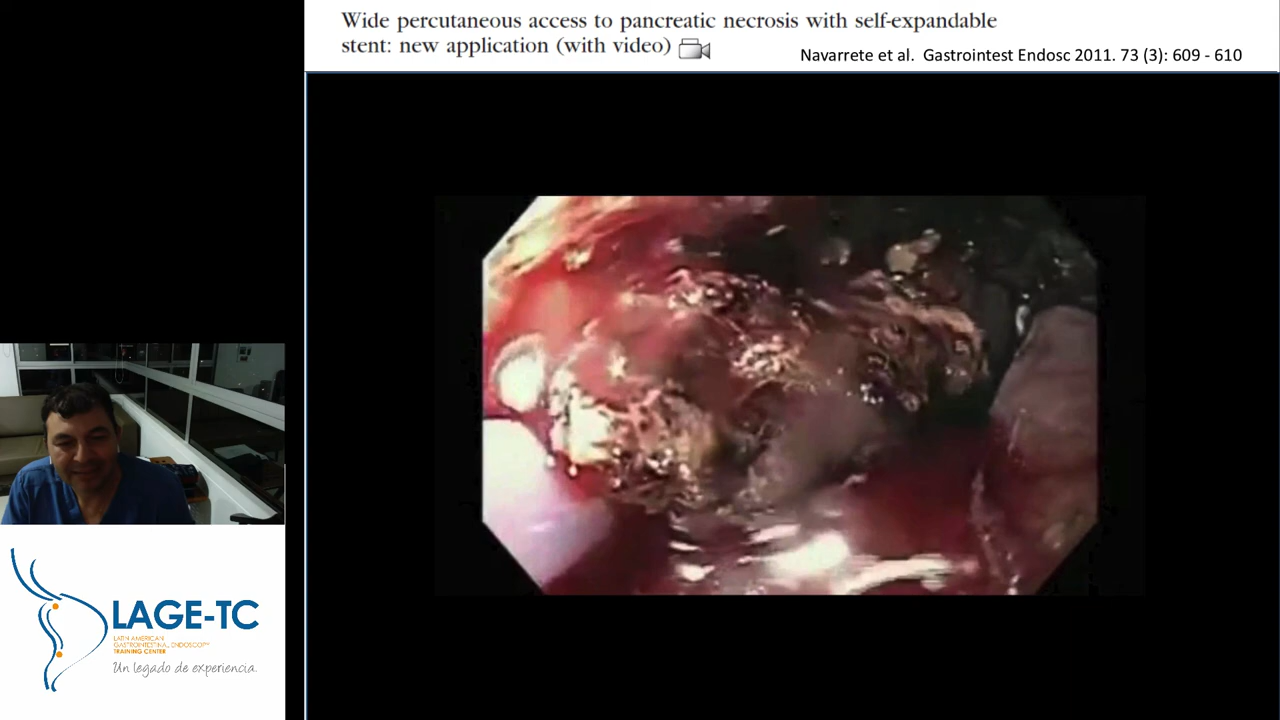 Wide percutaneous access to pancreatic necrosis with self-expandable
stent: new application (with video)
Navarrete et al. Gastrointest Endosc 2011. 73 (3): 609 - 610
LAGE-TC
LATIN AMERICAN
GASTROINTESTINAL ENDOSCOPY
TRAINING CENTER
Un legado de experiencia.